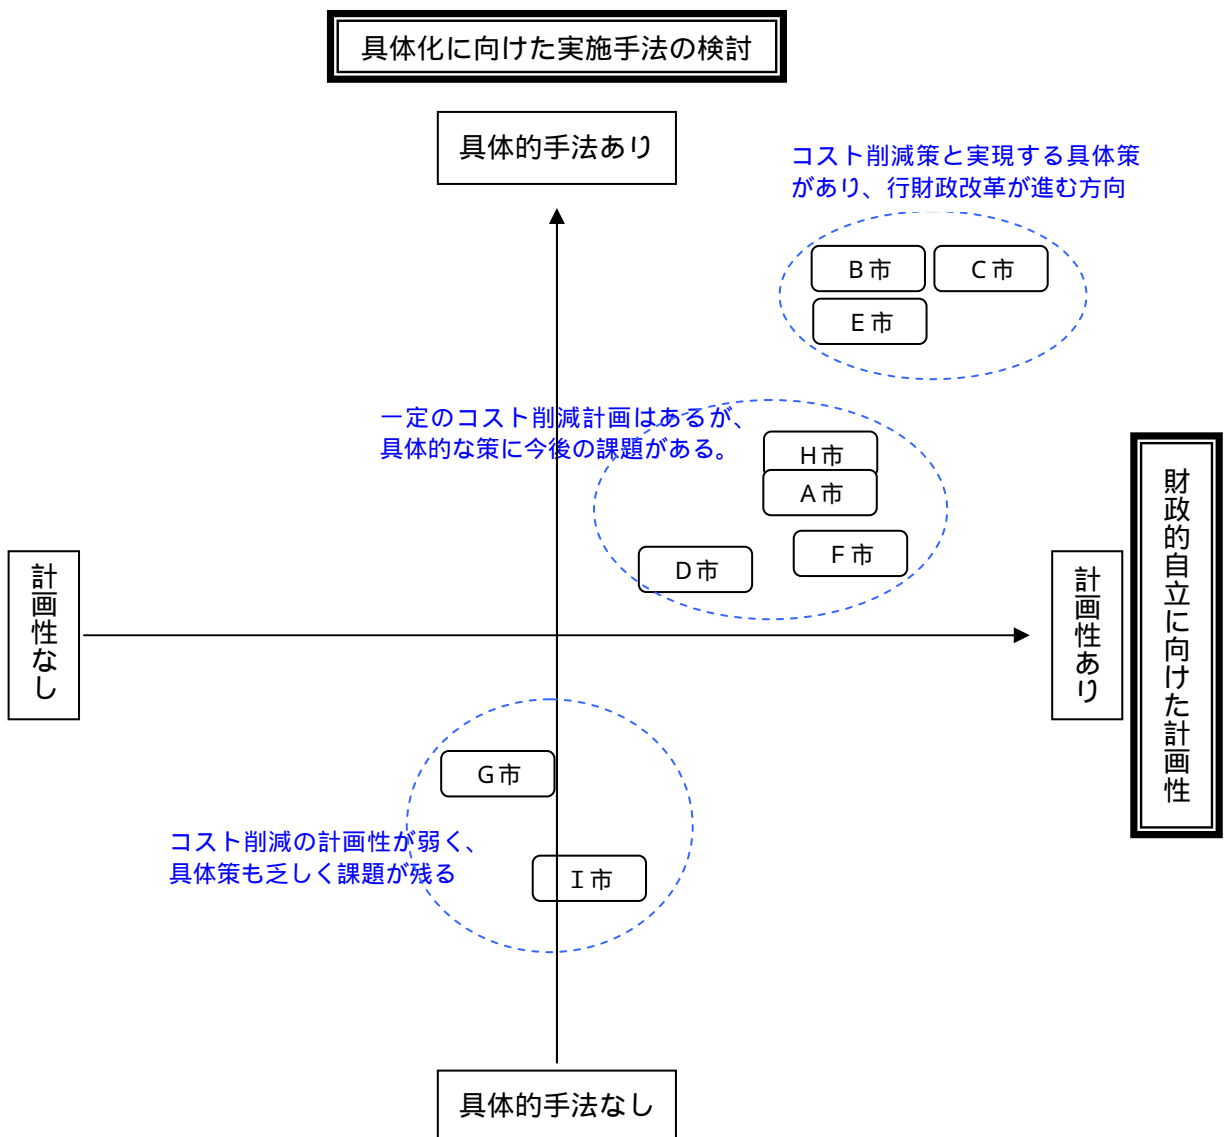 具体化に向けた実施手法の検討
具体的手法あり
コスト削減策と実現する具体策
があり、行財政改革が進む方向
B市
C市
E市
一定のコスト削減計画はあるが、
具体的な策に今後の課題がある。
H市
A市
F市
D市
計画性なし
計画性あり
財政的自立に向けた計画性
G市
コスト削減の計画性が弱く、
具体策も乏しく課題が残る
I市
具体的手法なし